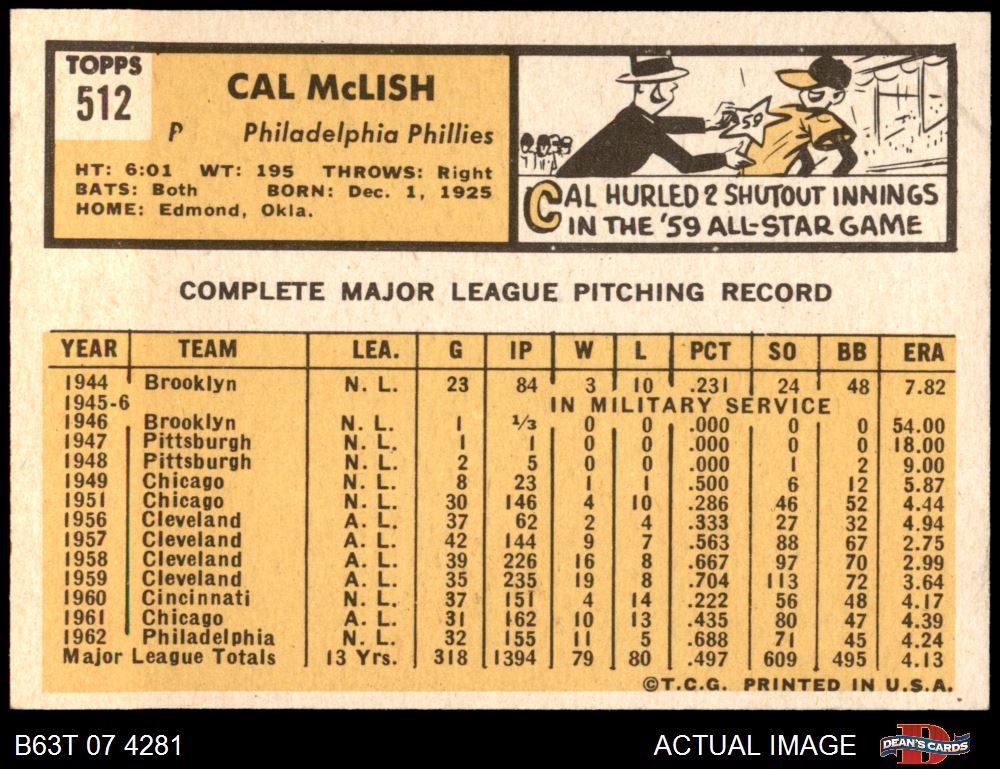 TOPPS
512
CAL McLISH
P Philadelphia Phillies
HT: 6:01 WT: 195 THROWS: Right
BATS: Both BORN: Dec. 1, 1925
HOME: Edmond, Okla.
59
CAL HURLED 2 SHUTOUT INNINGS
IN THE '59 ALL-STAR GAME
COMPLETE MAJOR LEAGUE PITCHING RECORD
YEAR TEAM LEA. G IP W L PCT SO BB ERA
1944 Brooklyn N. L. 23 84 3 10 .231 24 48 7.82
1945-6 IN MILITARY SERVICE
1946 Brooklyn N. L. 1 1/3 0 0 .000 0 0 54.00
1947 Pittsburgh N. L. 1 1 0 0 .000 0 0 18.00
1948 Pittsburgh N. L. 2 5 0 0 .000 1 2 9.00
1949 Chicago N. L. 8 23 1 1 .500 6 12 5.87
1951 Chicago N. L. 30 146 4 10 .286 46 52 4.44
1956 Cleveland A. L. 37 62 2 4 .333 27 32 4.94
1957 Cleveland A. L. 42 144 9 7 .563 88 67 2.75
1958 Cleveland A. L. 39 226 16 8 .667 97 70 2.99
1959 Cleveland A. L. 35 235 19 8 .704 113 72 3.64
1960 Cincinnati N. L. 37 151 4 14 .222 56 48 4.17
1961 Chicago A. L. 31 162 10 13 .435 80 47 4.39
1962 Philadelphia N. L. 32 155 11 5 .688 71 45 4.24
Major League Totals 13 Yrs. 318 1394 79 80 .497 609 495 4.13
©T.C.G. PRINTED IN U.S.A.
B63T 07 4281 ACTUAL IMAGE DEAN'S CARDS